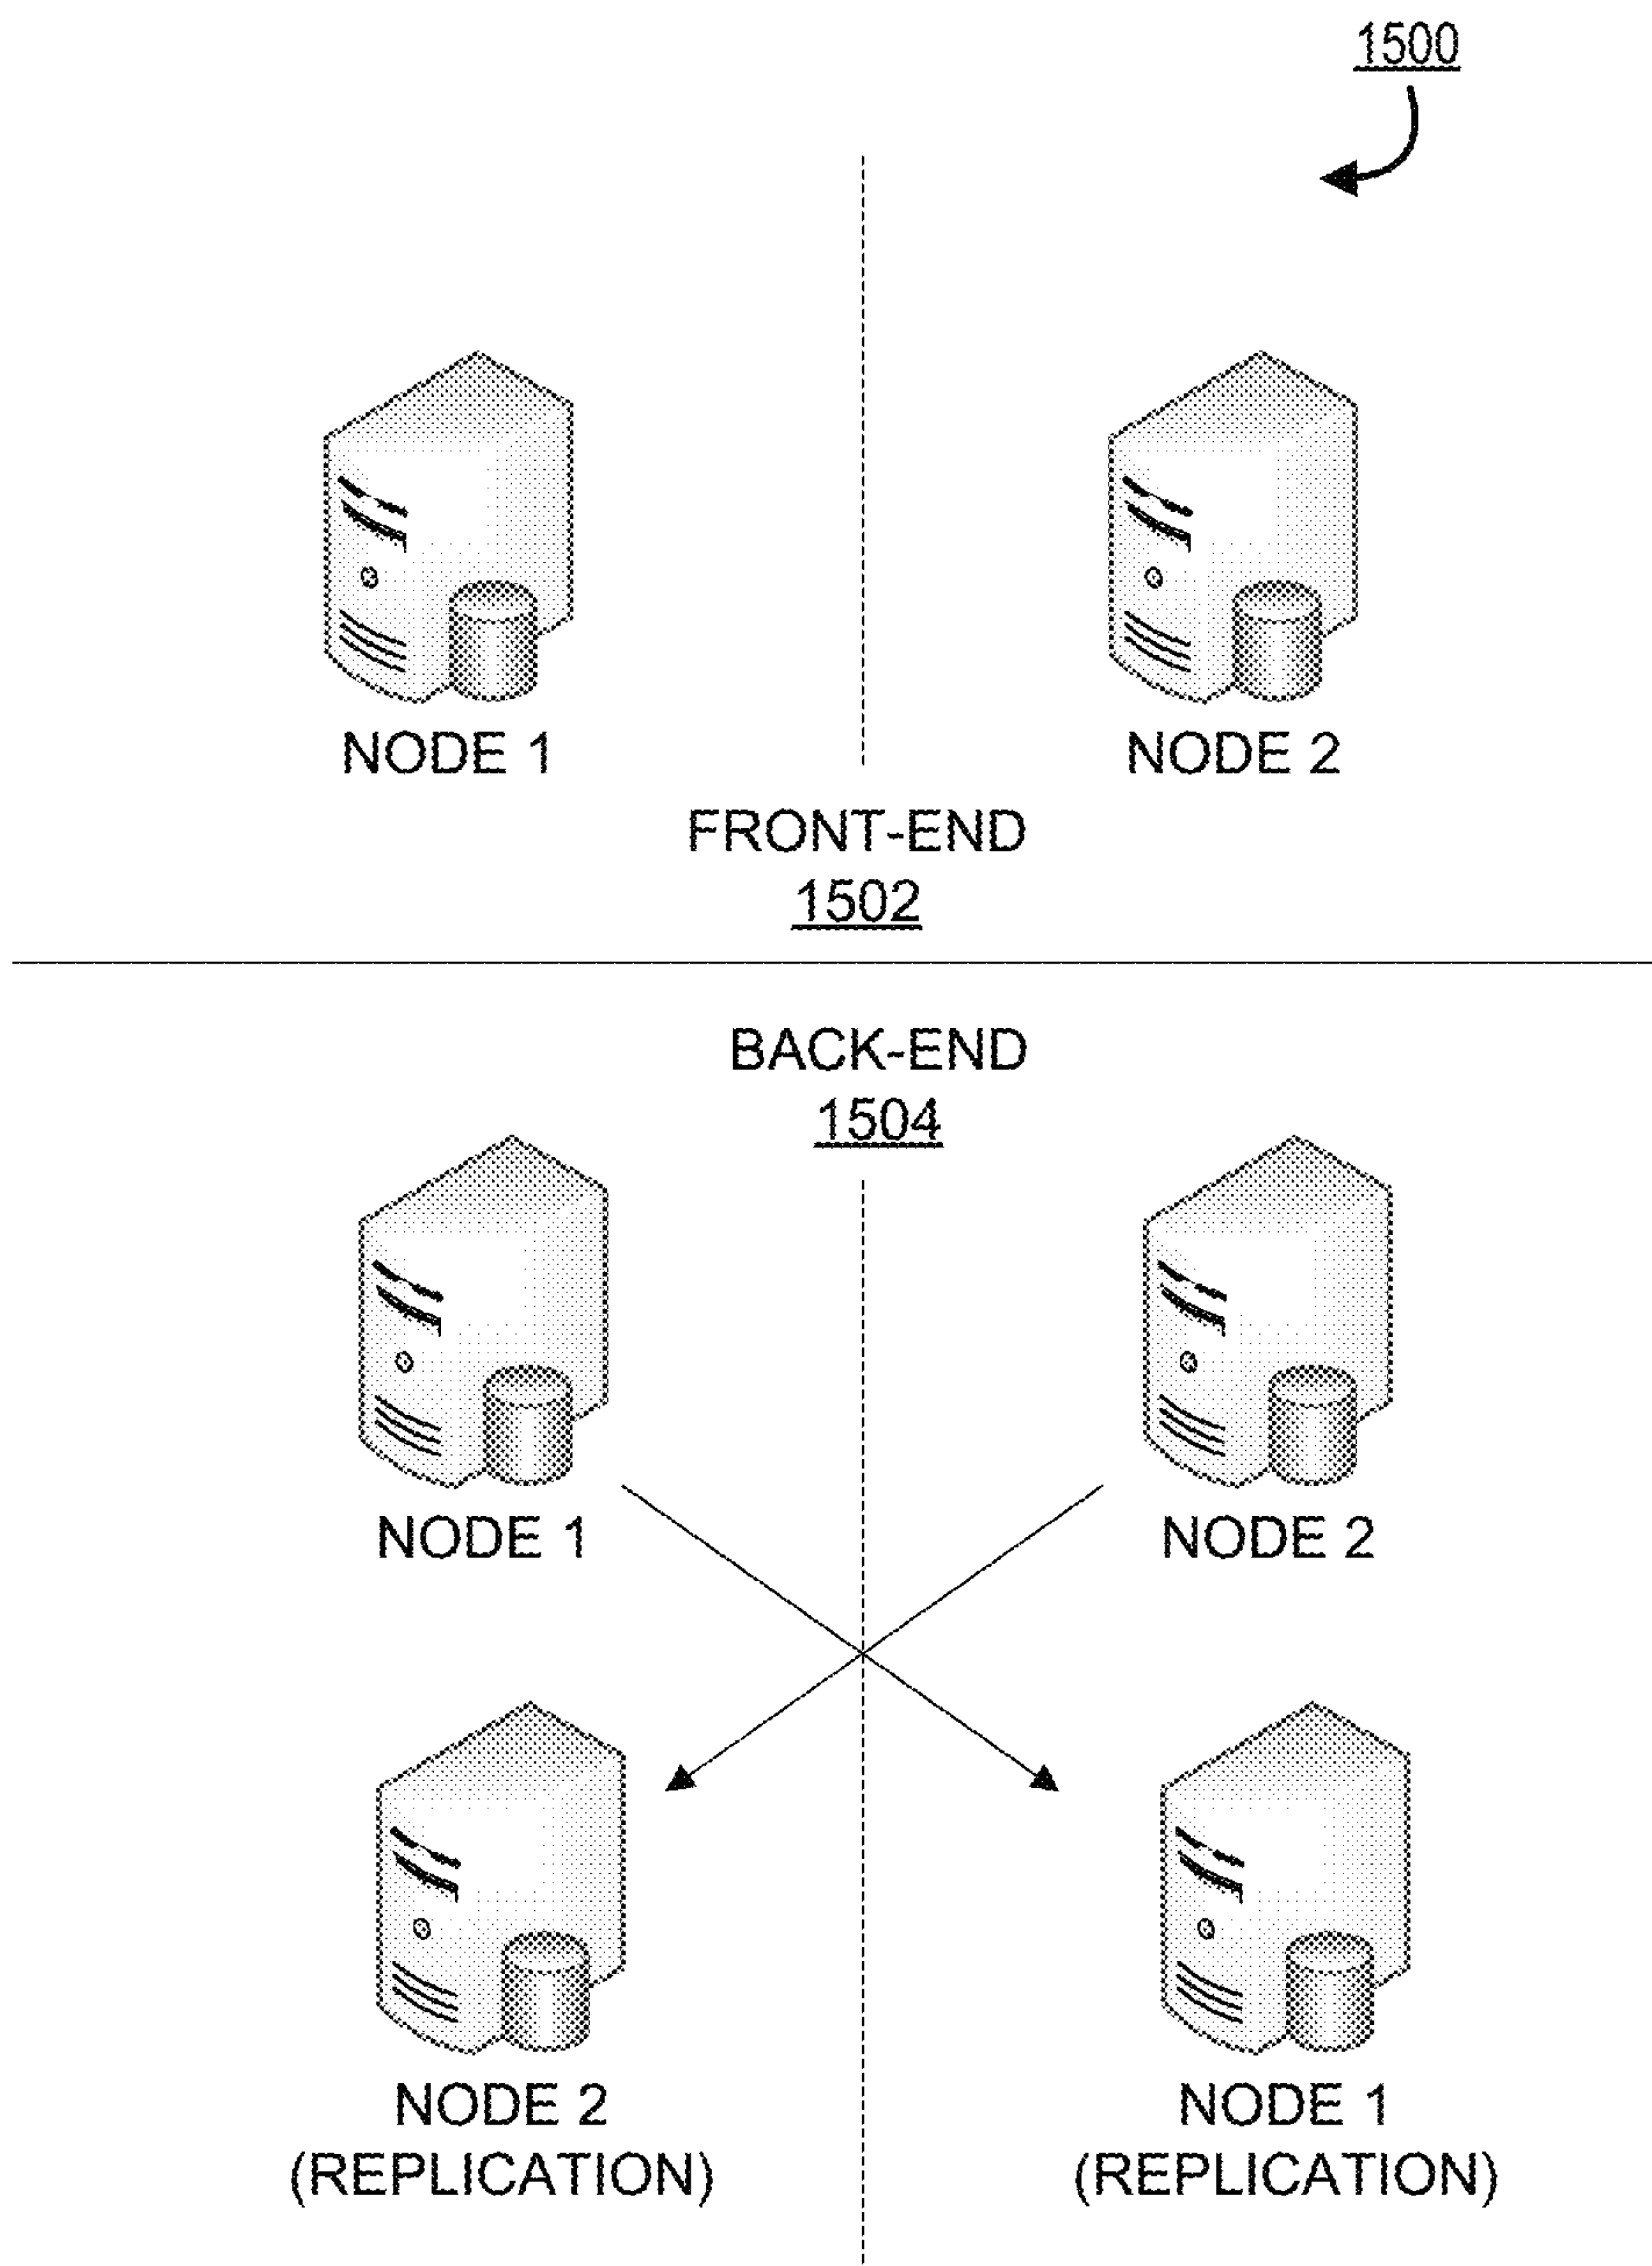 1500
NODE 1
NODE 2
FRONT-END
1502
BACK-END
1504
NODE 1
NODE 2
NODE 2
(REPLICATION)
NODE 1
(REPLICATION)